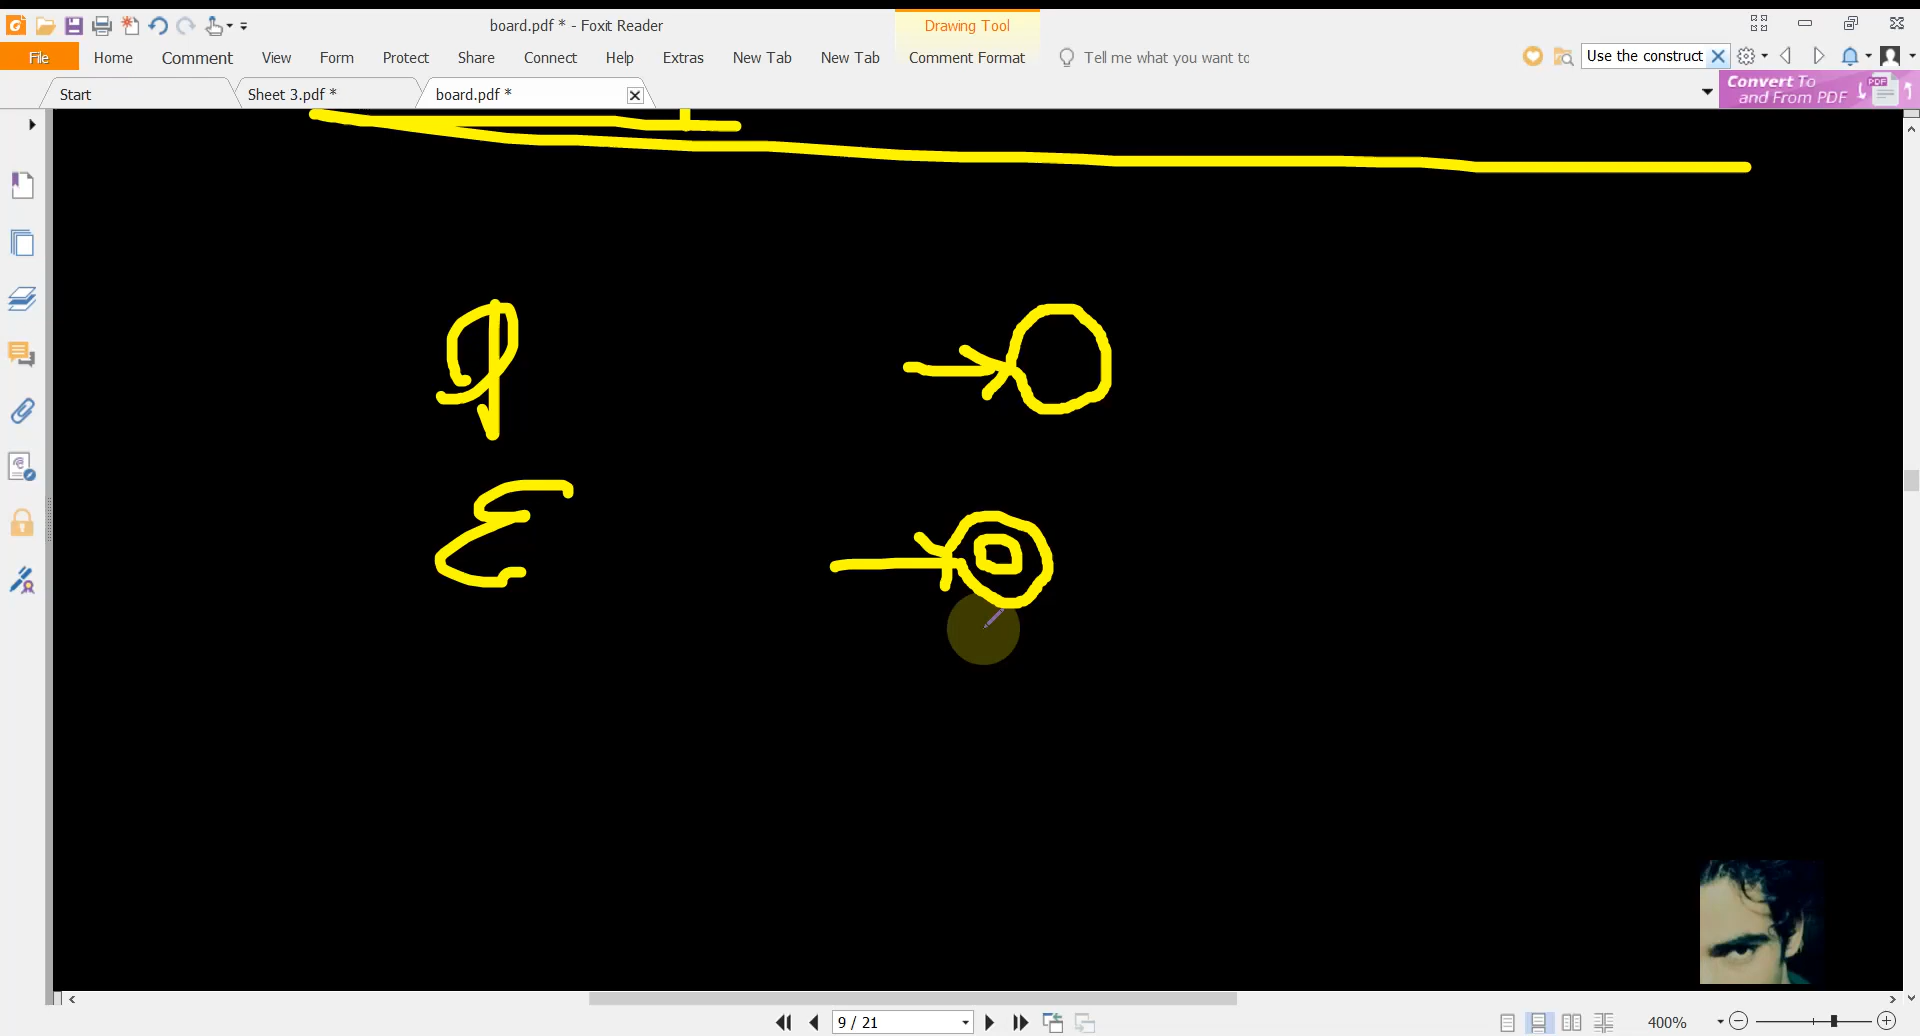 board.pdf * - Foxit Reader
Drawing Tool
File Home Comment View Form Protect Share Connect Help Extras New Tab New Tab Comment Format Tell me what you want to Use the construct
Start Sheet 3.pdf * board.pdf *
Convert To
and From PDF
PDF
φ
ε
9 / 21
400%